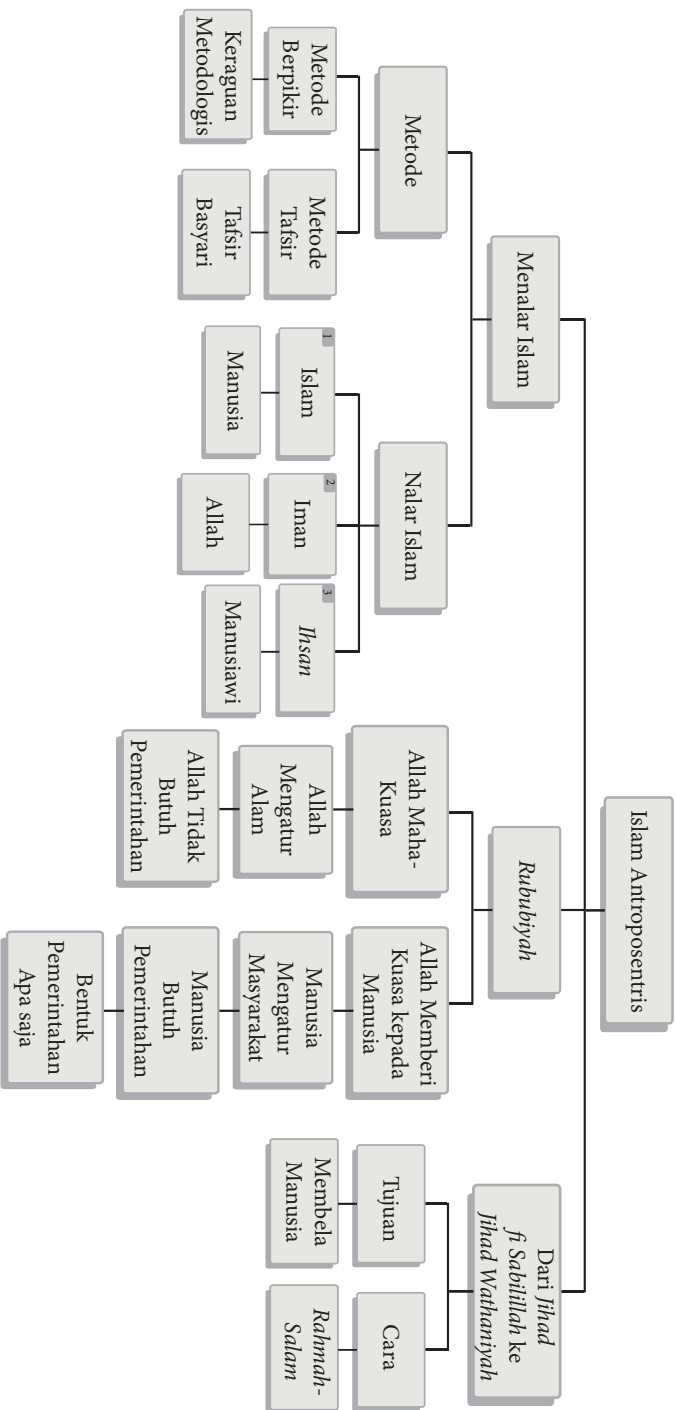 Islam Antroposentris
Menalar Islam
Rububiyah
Dari Jihad
fi Sabilillah ke
Jihad Wathaniyah
Metode
Nalar Islam
Allah Maha-
Kuasa
Allah Memberi
Kuasa kepada
Manusia
Tujuan
Cara
Metode
Berpikir
Metode
Tafsir
1
Islam
2
Iman
3
Ihsan
Allah
Mengatur
Alam
Manusia
Mengatur
Masyarakat
Membela
Manusia
Rahmah-
Salam
Keraguan
Metodologis
Tafsir
Basyari
Manusia
Allah
Manusiawi
Allah Tidak
Butuh
Pemerintahan
Manusia
Butuh
Pemerintahan
Bentuk
Pemerintahan
Apa saja